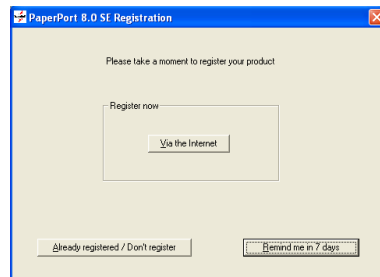 PaperPort 8.0 SE Registration
Please take a moment to register your product
Register now
Via the Internet
Already registered / Don't register
Remind me in 7 days